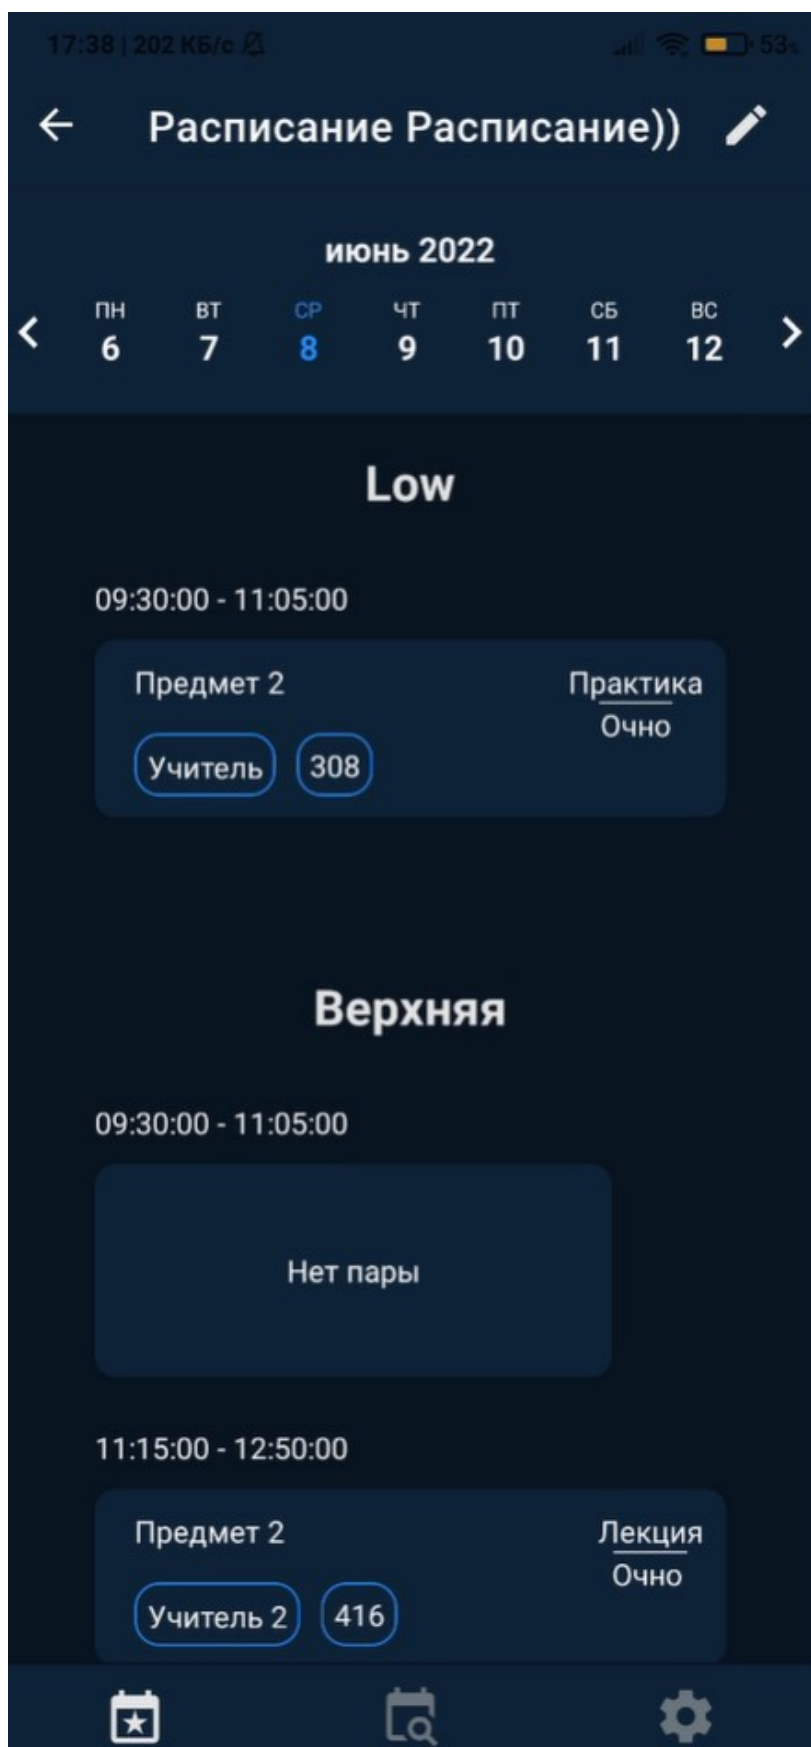 17:38 | 202 КБ/с 53%
Расписание Расписание))
июнь 2022
ПН ВТ СР ЧТ ПТ СБ ВС
6 7 8 9 10 11 12
Low
09:30:00 - 11:05:00
Предмет 2 Практика
Очно
Учитель 308
Верхняя
09:30:00 - 11:05:00
Нет пары
11:15:00 - 12:50:00
Предмет 2 Лекция
Очно
Учитель 2 416